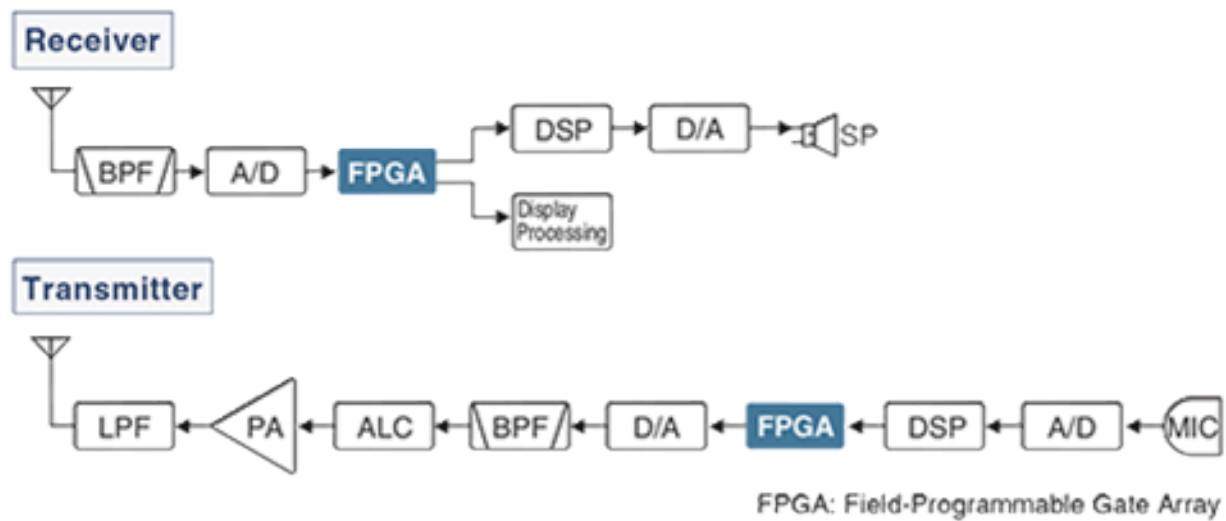 Receiver
DSP
D/A
SP
BPF
A/D
FPGA
Display
Processing
Transmitter
LPF
PA
ALC
BPF
D/A
FPGA
DSP
A/D
MIC
FPGA: Field-Programmable Gate Array